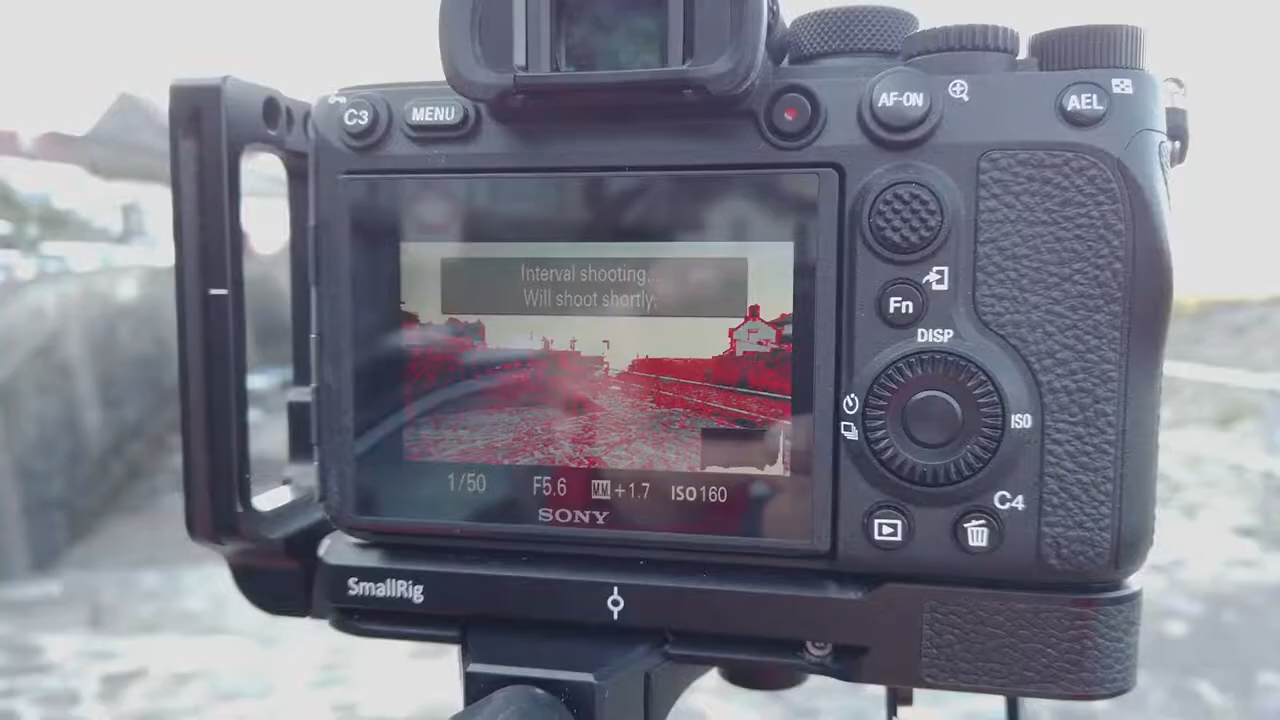 C3
MENU
AF-ON
AEL
Interval shooting...
Will shoot shortly.
Fn
DISP
ISO
1/50 F5.6 M.M. +1.7 ISO 160
C4
SONY
SmallRig